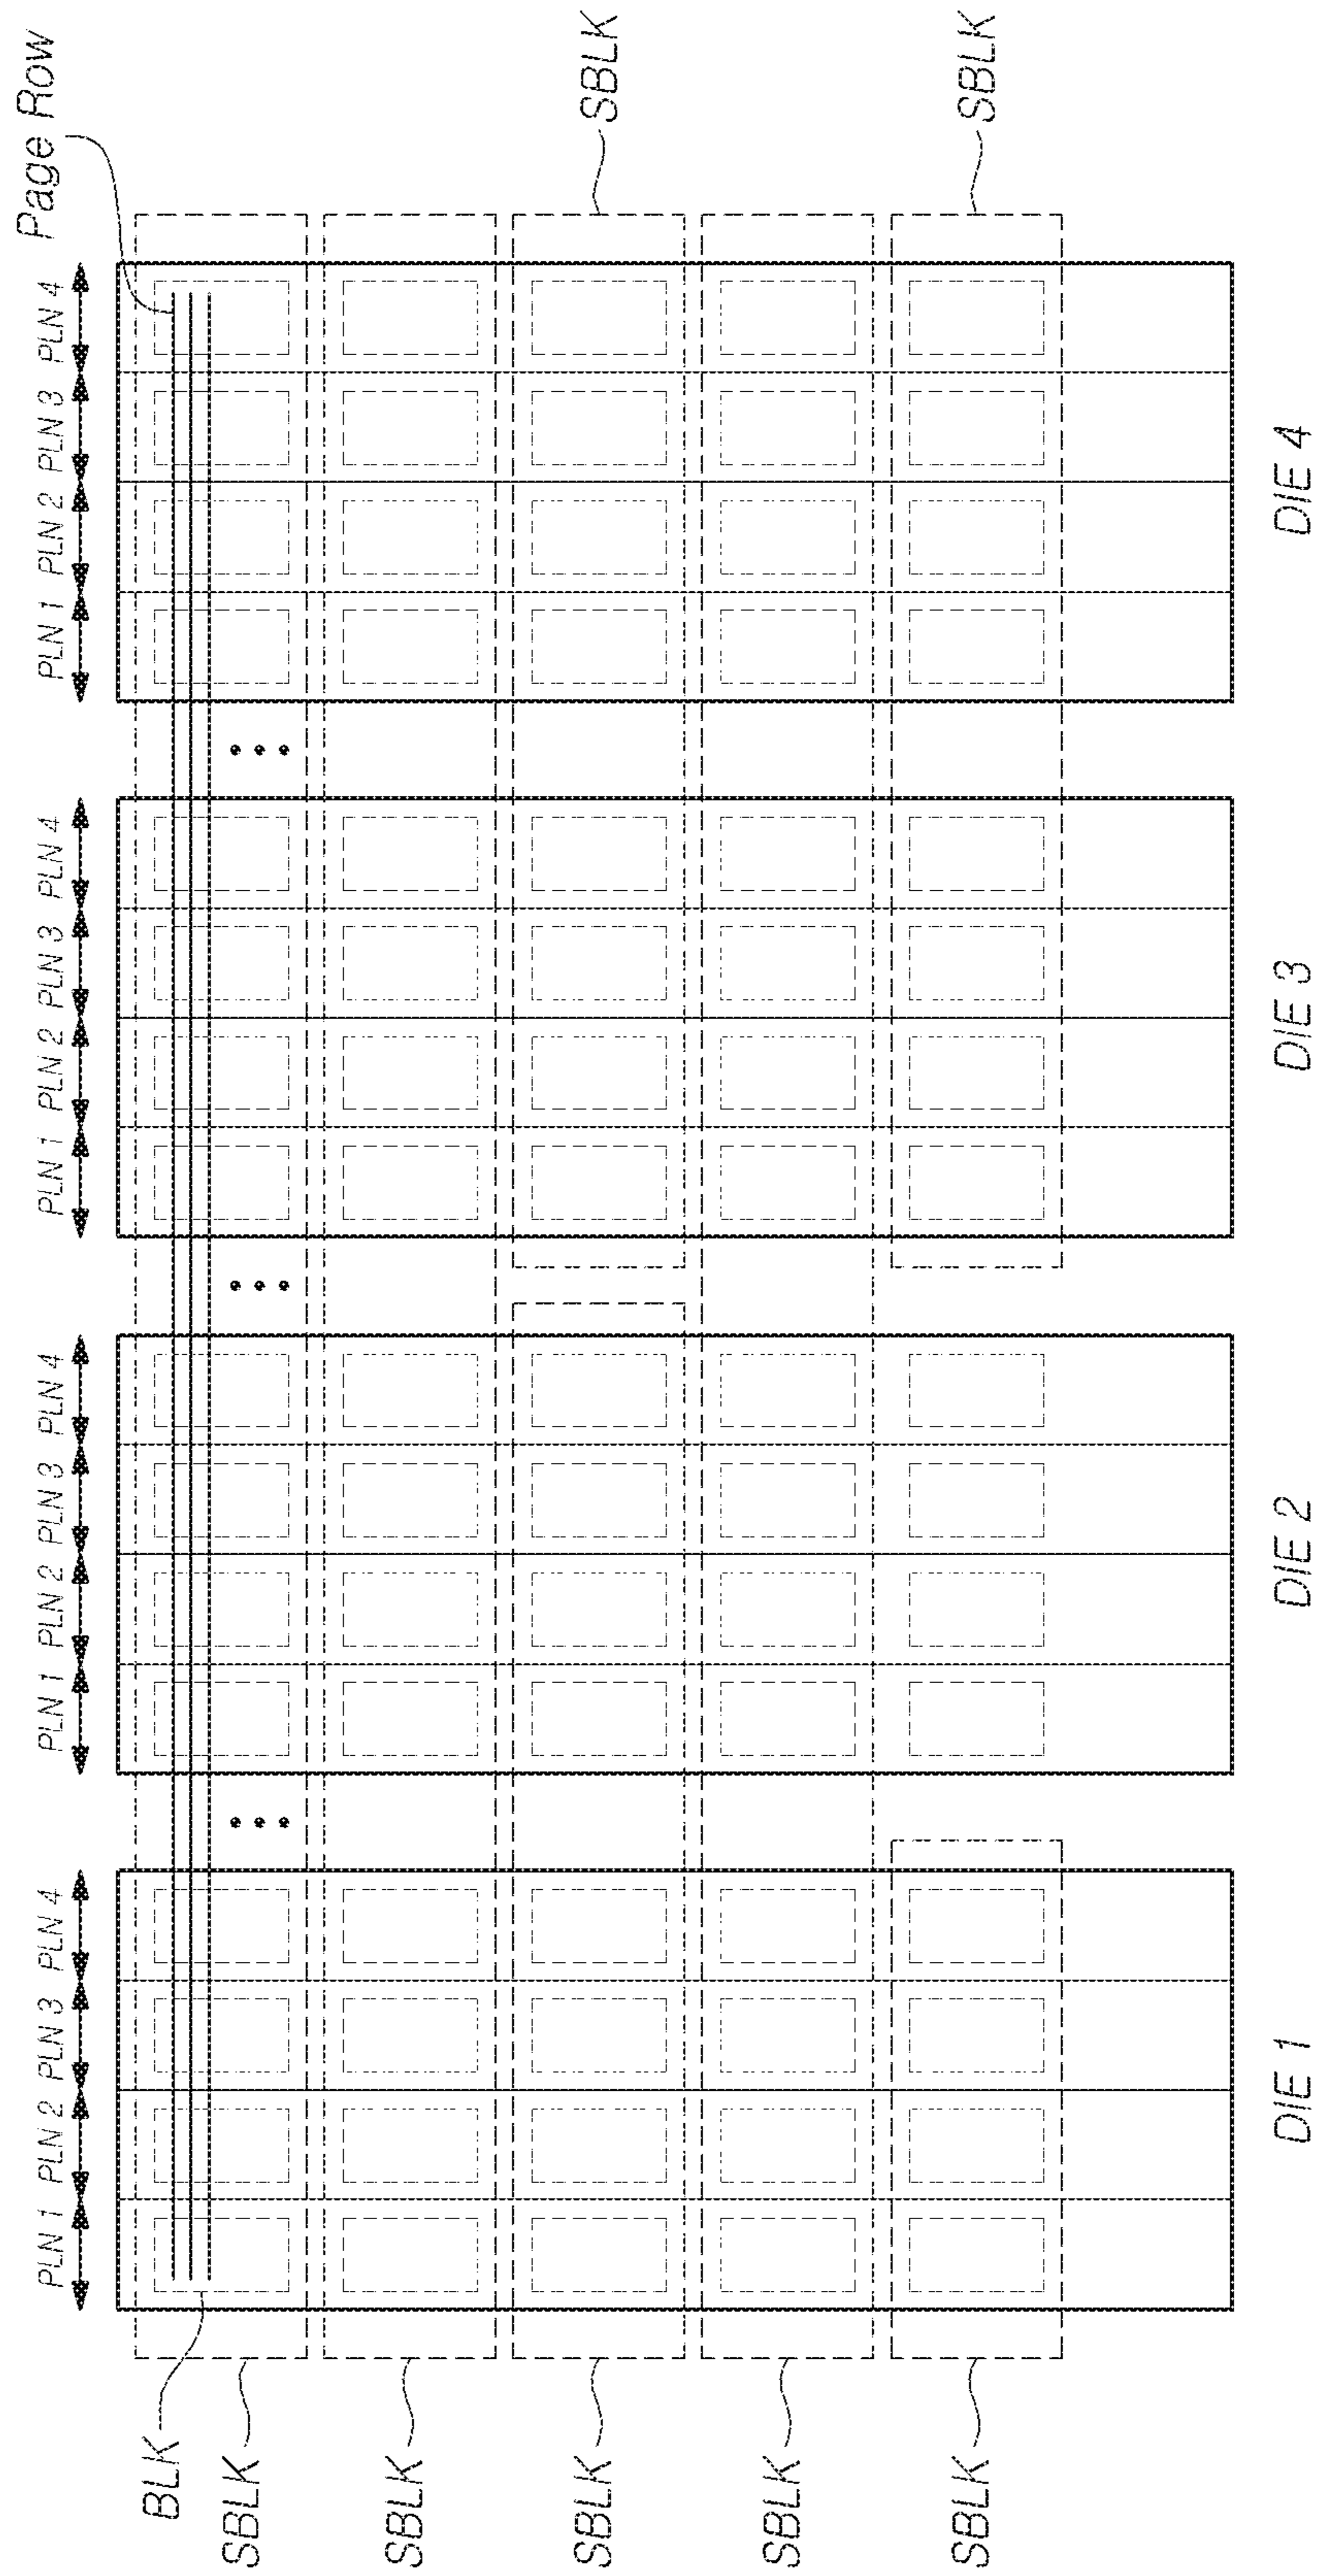 Page Row
PLN 1 PLN 2 PLN 3 PLN 4 PLN 1 PLN 2 PLN 3 PLN 4 PLN 1 PLN 2 PLN 3 PLN 4 PLN 1 PLN 2 PLN 3 PLN 4
BLK
SBLK
SBLK
SBLK SBLK
SBLK
SBLK SBLK
DIE 1 DIE 2 DIE 3 DIE 4